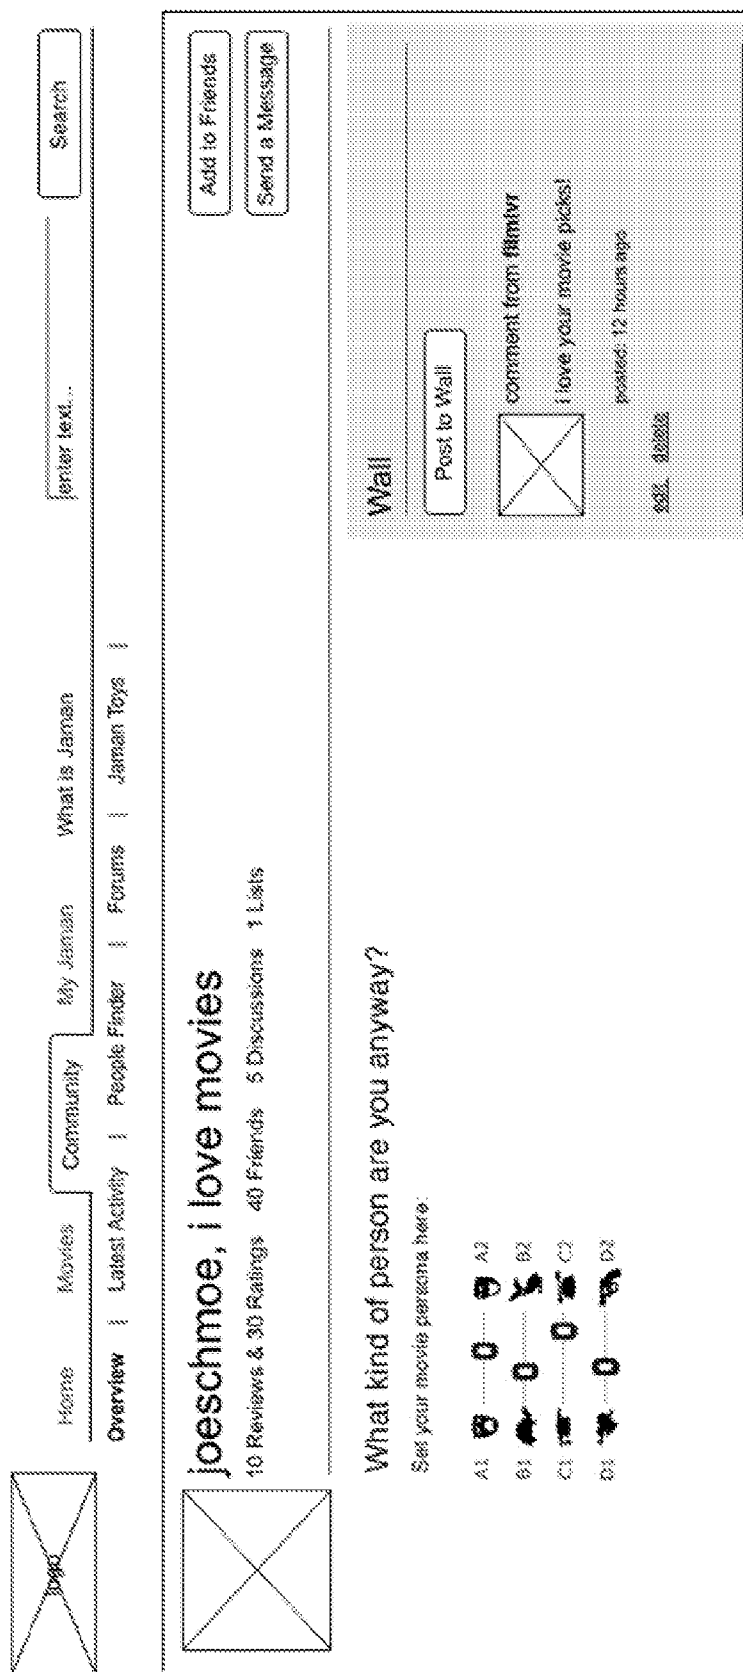 logo
Home Movies Community My Jaman What is Jaman
enter text... Search
Overview | Latest Activity | People Finder | Forums | Jaman Toys |
joeschmoe, i love movies
10 Reviews & 30 Ratings 40 Friends 5 Discussions 1 Lists
Add to Friends
Send a Message
What kind of person are you anyway?
Set your movie persona here:
A1 A2
B1 B2
C1 C2
D1 D2
Wall
Post to Wall
comment from filmlvr
i love your movie picks!
posted: 12 hours ago
edit delete